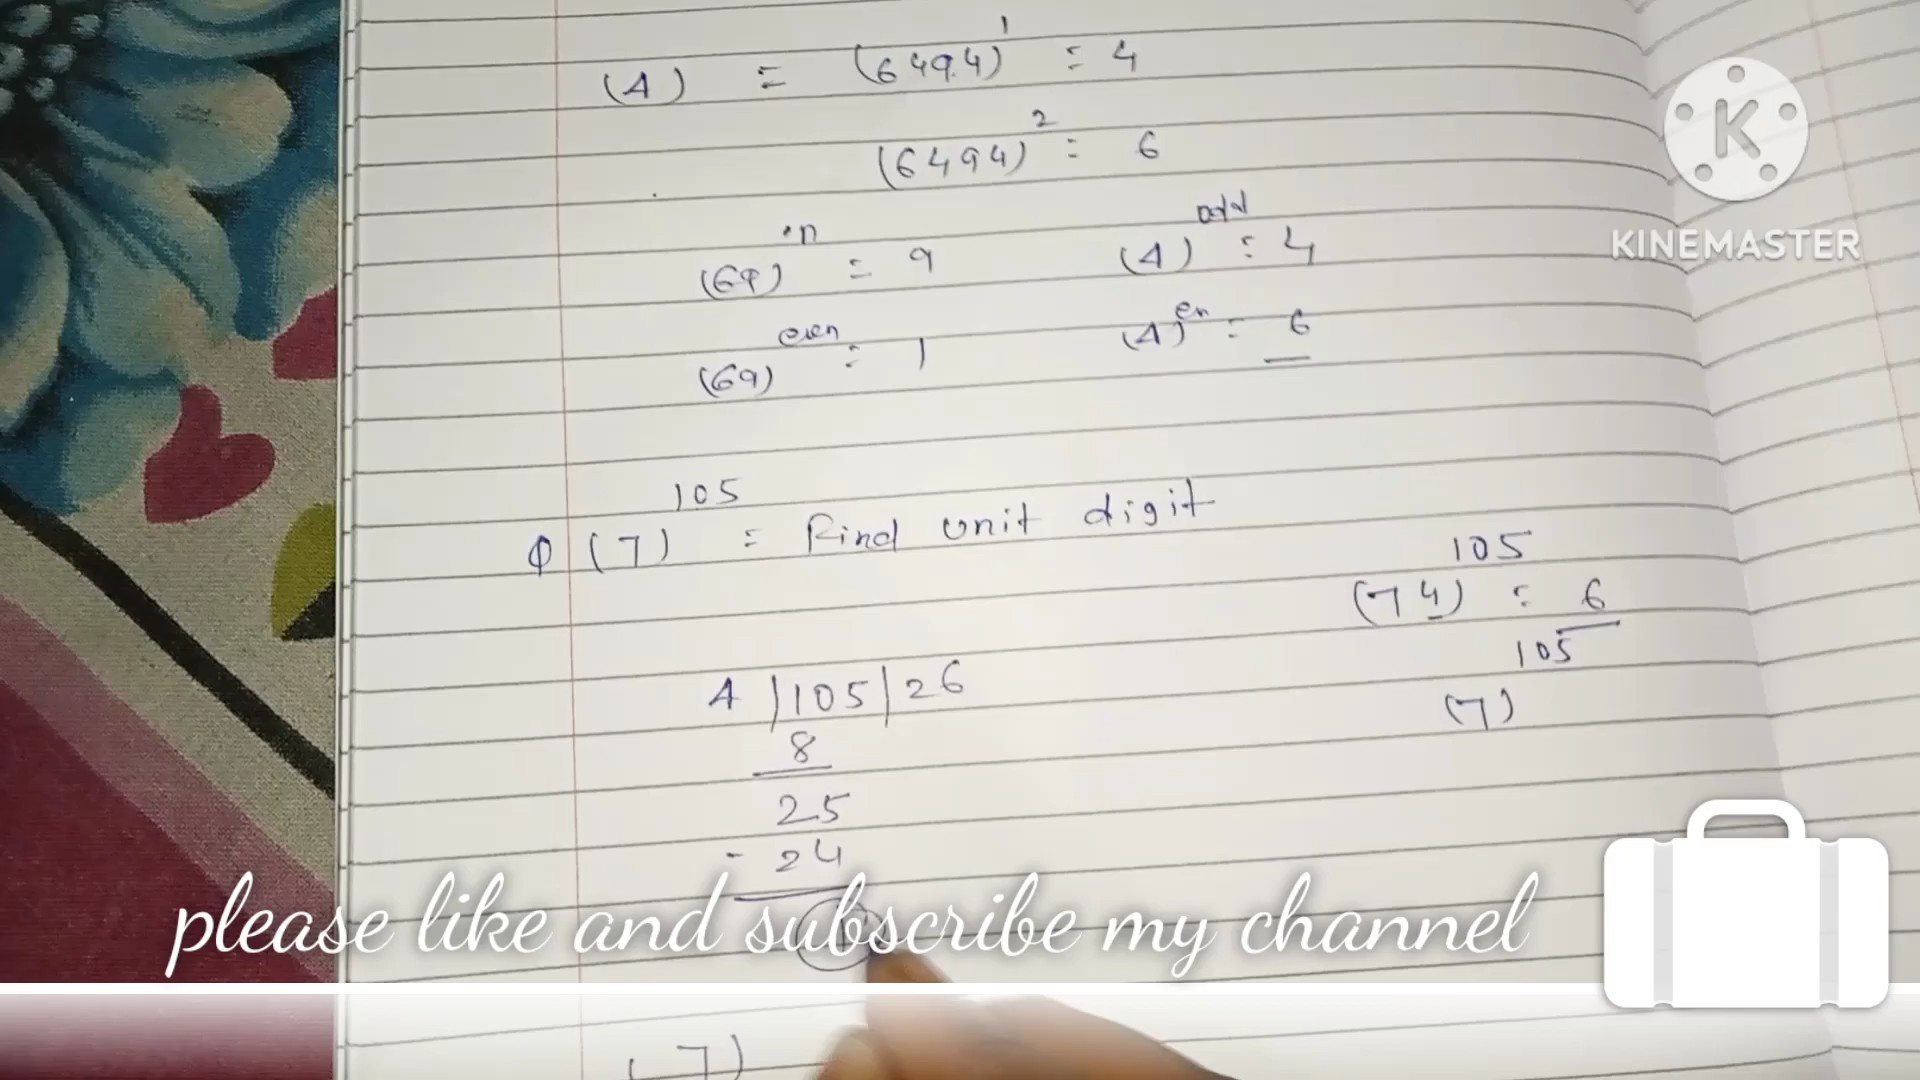 (4) = (6494)¹ = 4
(6494)² = 6
KINEMASTER
(69)ⁿ = 9 (4)ᵒᵈᵈ = 4
(69)ᵉᵛᵉⁿ = 1 (4)ᵉⁿ = 6
Q (7)¹⁰⁵ = Find unit digit
(74)¹⁰⁵ = 6
(7)¹⁰⁵
4 )105( 26
8
25
- 24
1
please like and subscribe my channel
(7)